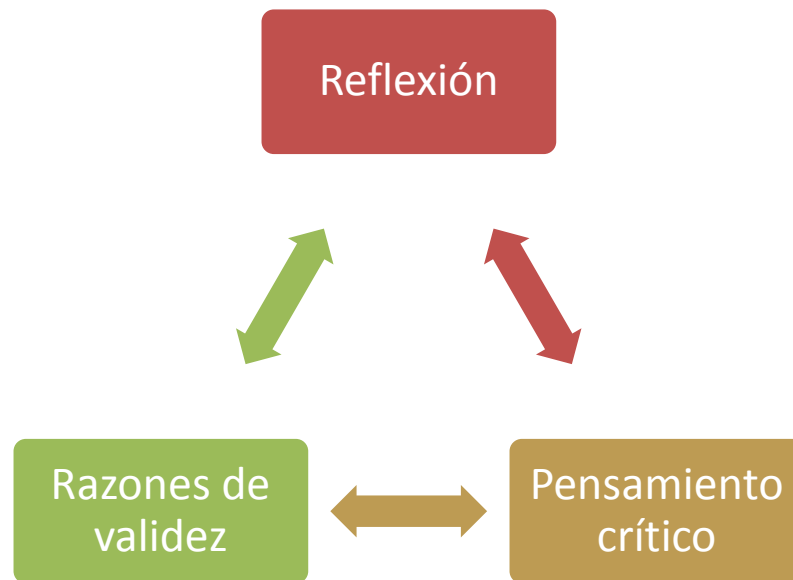 Reflexión
Razones de
validez
Pensamiento
crítico